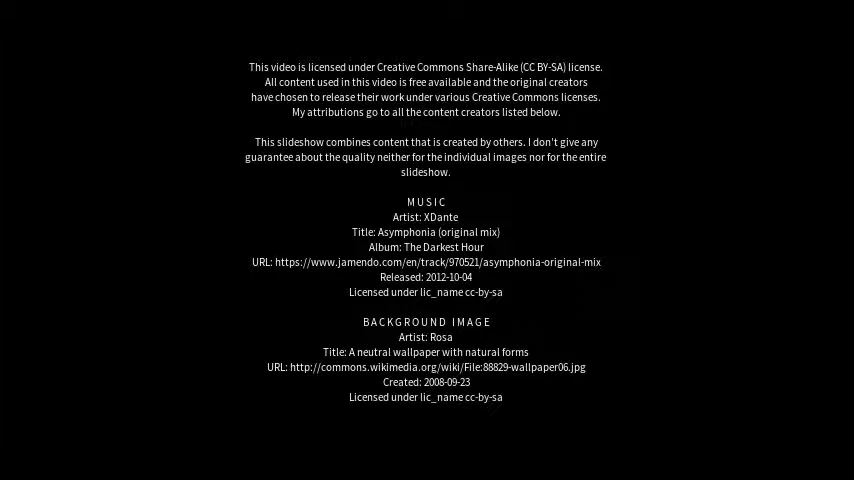 This video is licensed under Creative Commons Share-Alike (CC BY-SA) license.
All content used in this video is free available and the original creators
have chosen to release their work under various Creative Commons licenses.
My attributions go to all the content creators listed below.
This slideshow combines content that is created by others. I don't give any
guarantee about the quality neither for the individual images nor for the entire
slideshow.
MUSIC
Artist: XDante
Title: Asymphonia (original mix)
Album: The Darkest Hour
URL: https://www.jamendo.com/en/track/970521/asymphonia-original-mix
Released: 2012-10-04
Licensed under lic_name cc-by-sa
BACKGROUND IMAGE
Artist: Rosa
Title: A neutral wallpaper with natural forms
URL: http://commons.wikimedia.org/wiki/File:88829-wallpaper06.jpg
Created: 2008-09-23
Licensed under lic_name cc-by-sa